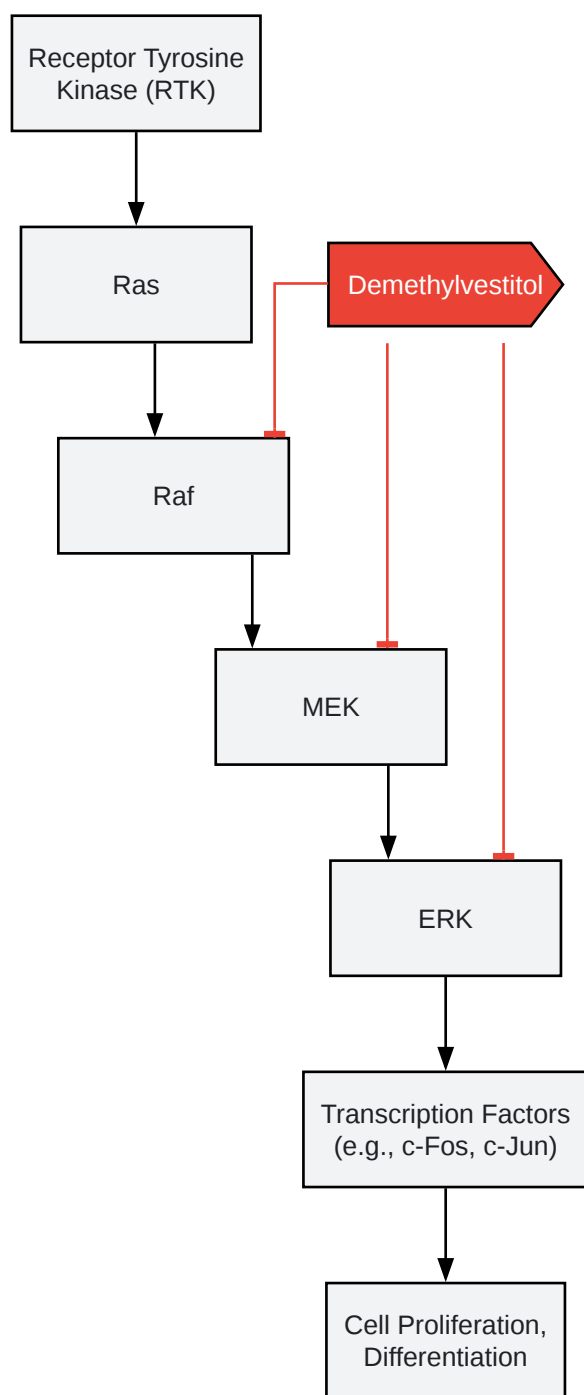 Receptor Tyrosine
Kinase (RTK)
Ras
Demethylvestitol
Raf
MEK
ERK
Transcription Factors
(e.g., c-Fos, c-Jun)
Cell Proliferation,
Differentiation